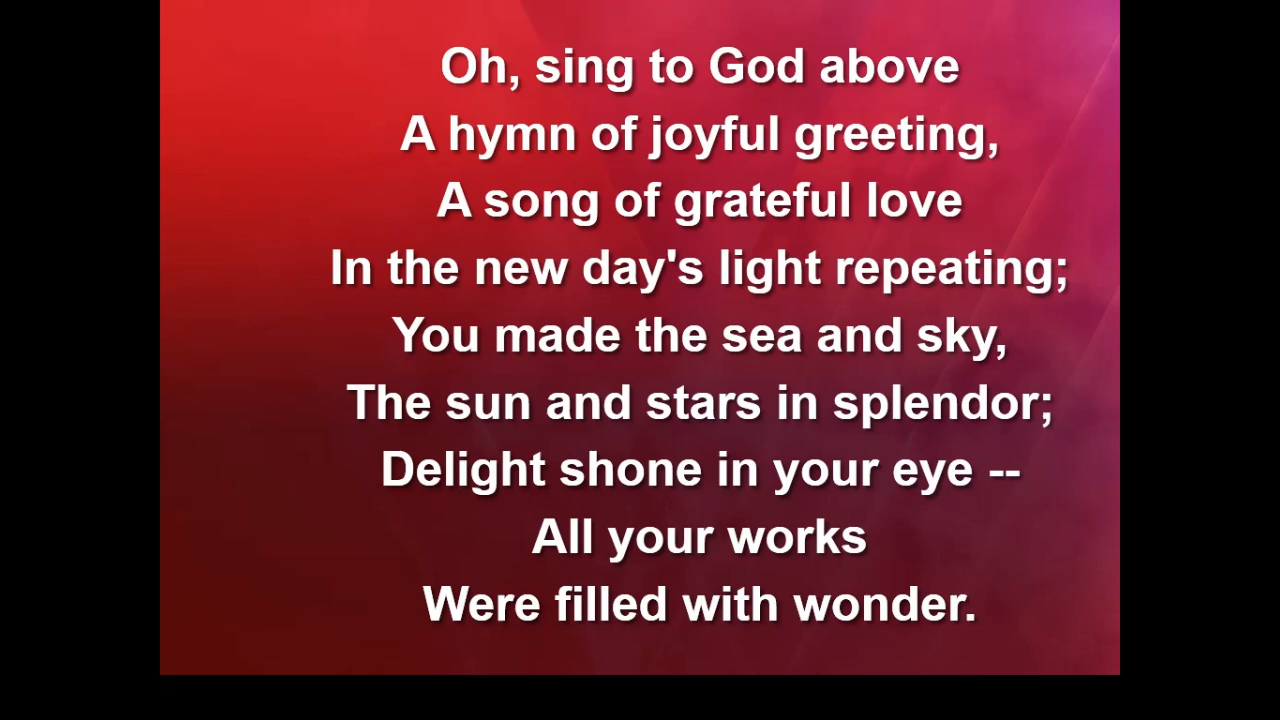 Oh, sing to God above
A hymn of joyful greeting,
A song of grateful love
In the new day's light repeating;
You made the sea and sky,
The sun and stars in splendor;
Delight shone in your eye --
All your works
Were filled with wonder.